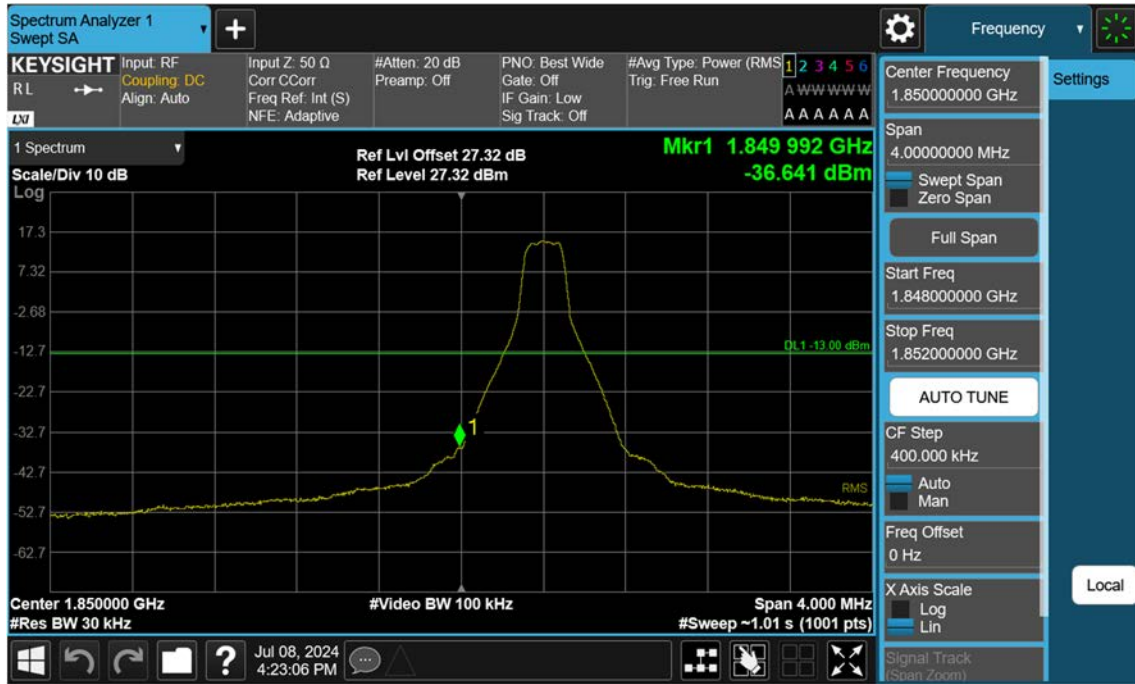 Spectrum Analyzer 1
Swept SA
Frequency
KEYSIGHT
RL
LXI
Input: RF
Coupling: DC
Align: Auto
Input Z: 50 Ω
Corr CCorr
Freq Ref: Int (S)
NFE: Adaptive
#Atten: 20 dB
Preamp: Off
PNO: Best Wide
Gate: Off
IF Gain: Low
Sig Track: Off
#Avg Type: Power (RMS
Trig: Free Run
1 2 3 4 5 6
A W W W W W
A A A A A A
Center Frequency
1.850000000 GHz
Settings
1 Spectrum
Scale/Div 10 dB
Ref Lvl Offset 27.32 dB
Ref Level 27.32 dBm
Mkr1 1.849 992 GHz
-36.641 dBm
Span
4.00000000 MHz
Swept Span
Zero Span
Full Span
Start Freq
1.848000000 GHz
Stop Freq
1.852000000 GHz
AUTO TUNE
CF Step
400.000 kHz
Auto
Man
Freq Offset
0 Hz
X Axis Scale
Log
Lin
Signal Track
(Span Zoom)
Local
Log
17.3
7.32
-2.68
-12.7
-22.7
-32.7
-42.7
-52.7
-62.7
DL1 -13.00 dBm
1
RMS
Center 1.850000 GHz
#Video BW 100 kHz
Span 4.000 MHz
#Res BW 30 kHz
#Sweep ~1.01 s (1001 pts)
?
Jul 08, 2024
4:23:06 PM